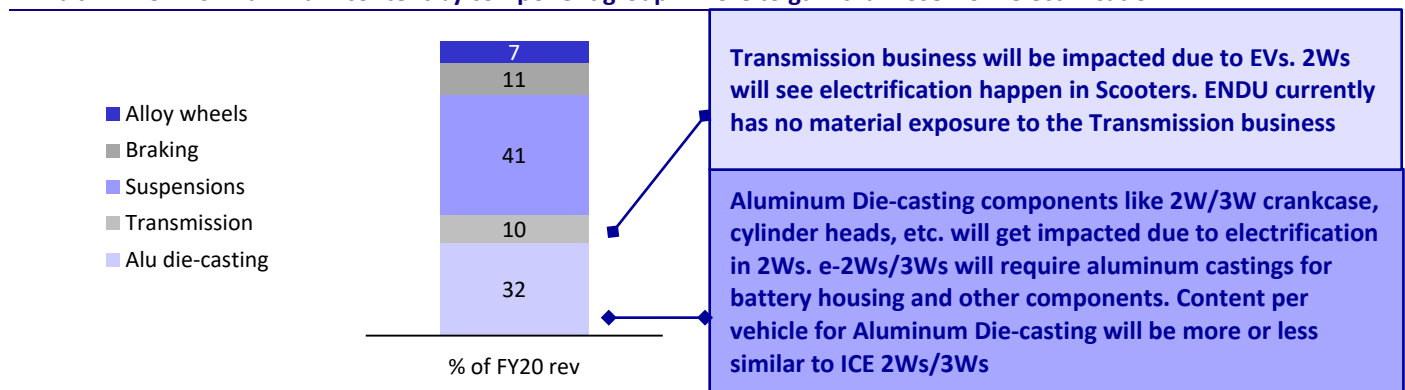 7
11
41
10
32
% of FY20 rev
Alloy wheels
Braking
Suspensions
Transmission
Alu die-casting
Transmission business will be impacted due to EVs. 2Ws
will see electrification happen in Scooters. ENDU currently
has no material exposure to the Transmission business
Aluminum Die-casting components like 2W/3W crankcase,
cylinder heads, etc. will get impacted due to electrification
in 2Ws. e-2Ws/3Ws will require aluminum castings for
battery housing and other components. Content per
vehicle for Aluminum Die-casting will be more or less
similar to ICE 2Ws/3Ws